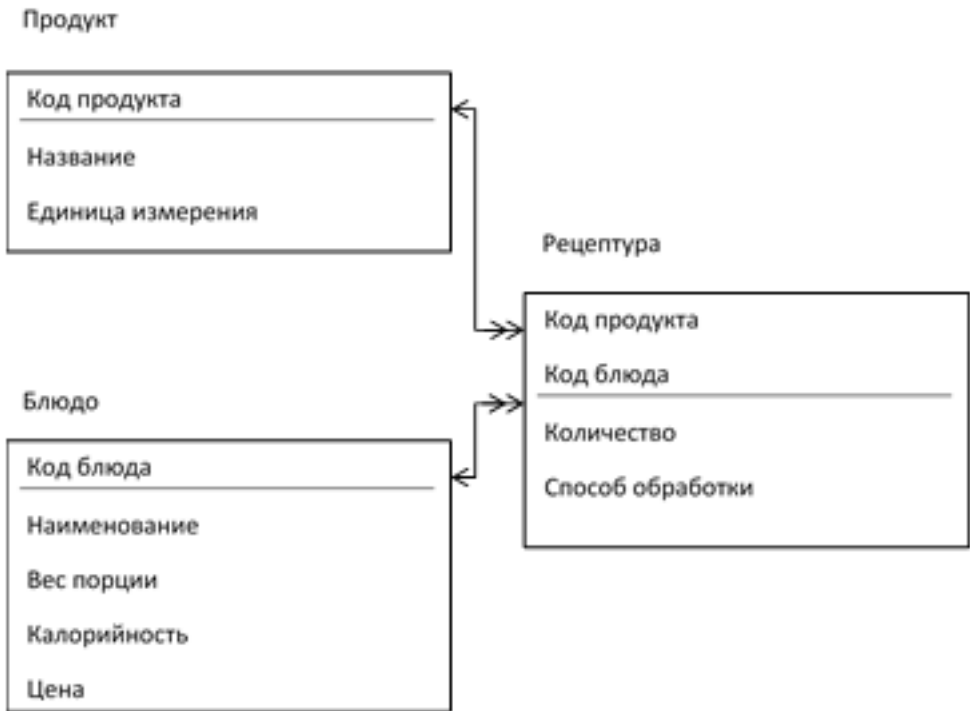 Продукт
Код продукта
Название
Единица измерения
Рецептура
Код продукта
Код блюда
Количество
Способ обработки
Блюдо
Код блюда
Наименование
Вес порции
Калорийность
Цена